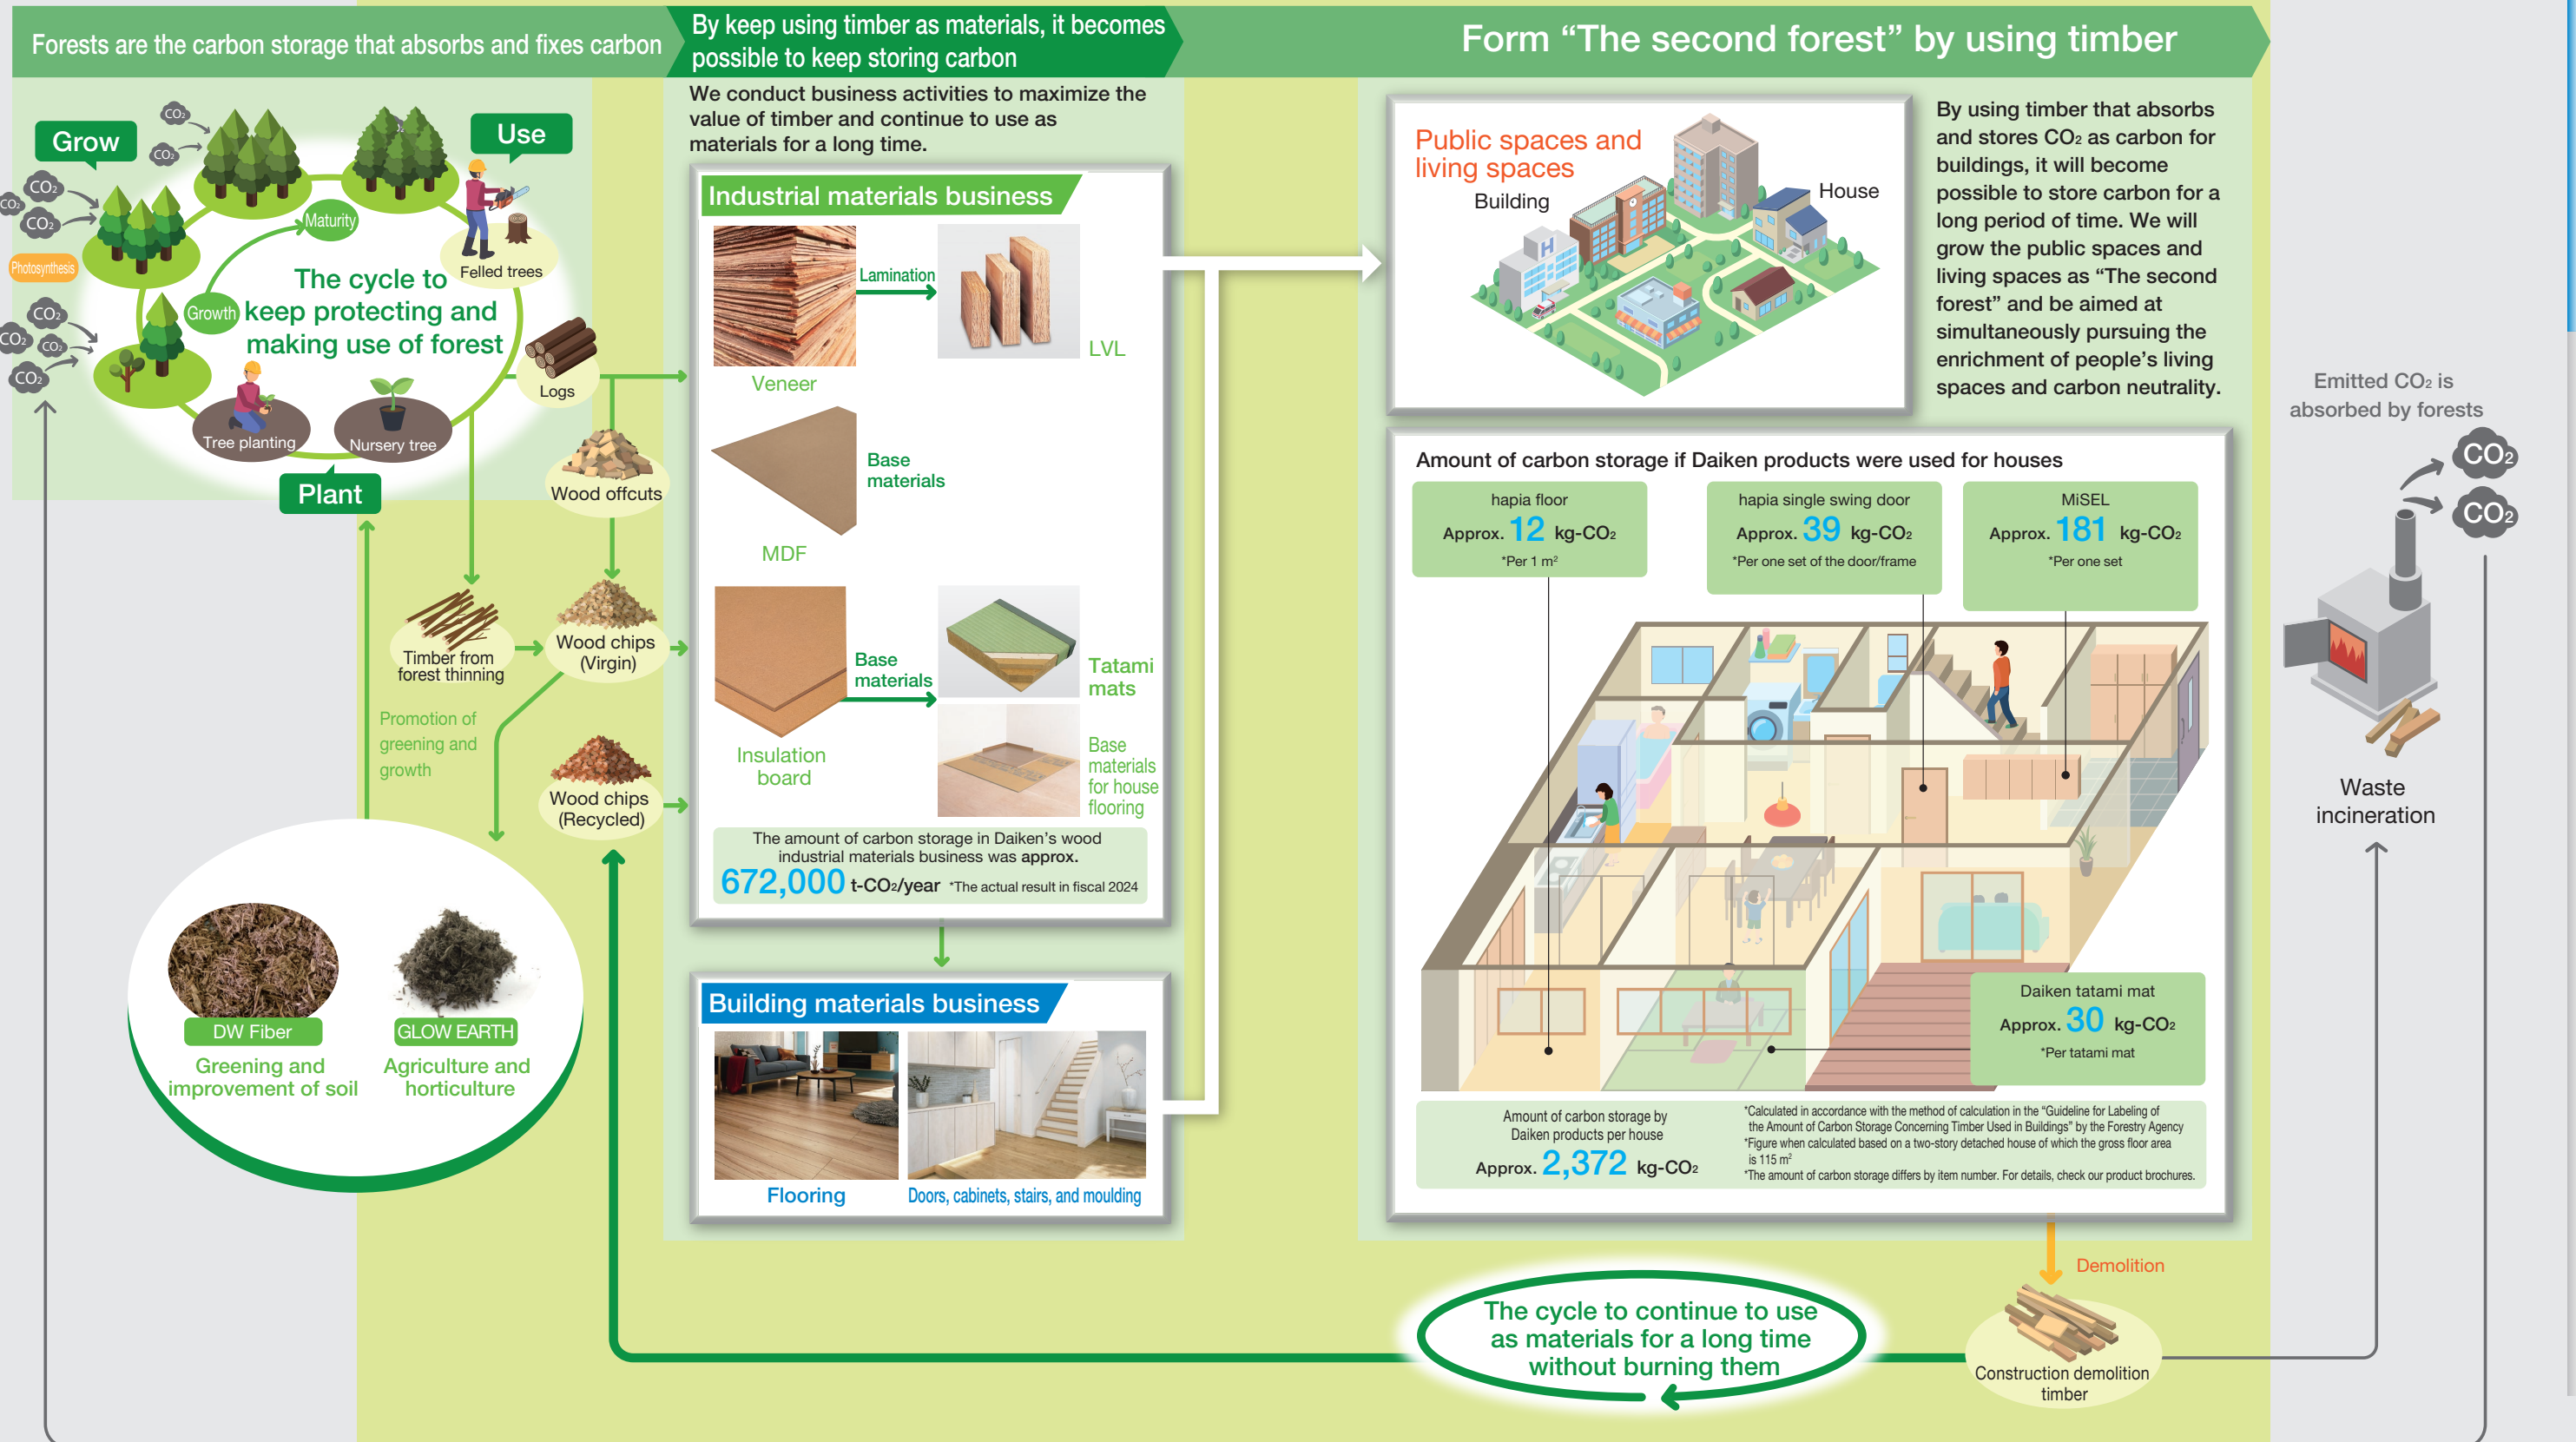 Forests are the carbon storage that absorbs and fixes carbon
By keep using timber as materials, it becomes
possible to keep storing carbon
Form “The second forest” by using timber
Grow
Use
CO₂
CO₂
CO₂
CO₂
CO₂
Photosynthesis
Maturity
Felled trees
The cycle to
keep protecting and
making use of forest
Growth
CO₂
CO₂
CO₂
CO₂
Logs
Tree planting
Nursery tree
Plant
Wood offcuts
Timber from
forest thinning
Wood chips
(Virgin)
Promotion of
greening and
growth
Wood chips
(Recycled)
DW Fiber
Greening and
improvement of soil
GLOW EARTH
Agriculture and
horticulture
We conduct business activities to maximize the
value of timber and continue to use as
materials for a long time.
Industrial materials business
Lamination
Veneer
LVL
Base
materials
MDF
Base
materials
Tatami
mats
Insulation
board
Base
materials
for house
flooring
The amount of carbon storage in Daiken’s wood
industrial materials business was approx.
672,000 t-CO₂/year *The actual result in fiscal 2024
Building materials business
Flooring
Doors, cabinets, stairs, and moulding
Public spaces and
living spaces
Building
House
H
By using timber that absorbs
and stores CO₂ as carbon for
buildings, it will become
possible to store carbon for a
long period of time. We will
grow the public spaces and
living spaces as “The second
forest” and be aimed at
simultaneously pursuing the
enrichment of people’s living
spaces and carbon neutrality.
Amount of carbon storage if Daiken products were used for houses
hapia floor
Approx. 12 kg-CO₂
*Per 1 m²
hapia single swing door
Approx. 39 kg-CO₂
*Per one set of the door/frame
MiSEL
Approx. 181 kg-CO₂
*Per one set
Daiken tatami mat
Approx. 30 kg-CO₂
*Per tatami mat
Amount of carbon storage by
Daiken products per house
Approx. 2,372 kg-CO₂
*Calculated in accordance with the method of calculation in the “Guideline for Labeling of
the Amount of Carbon Storage Concerning Timber Used in Buildings” by the Forestry Agency
*Figure when calculated based on a two-story detached house of which the gross floor area
is 115 m²
*The amount of carbon storage differs by item number. For details, check our product brochures.
Demolition
The cycle to continue to use
as materials for a long time
without burning them
Construction demolition
timber
Emitted CO₂ is
absorbed by forests
CO₂
CO₂
Waste
incineration